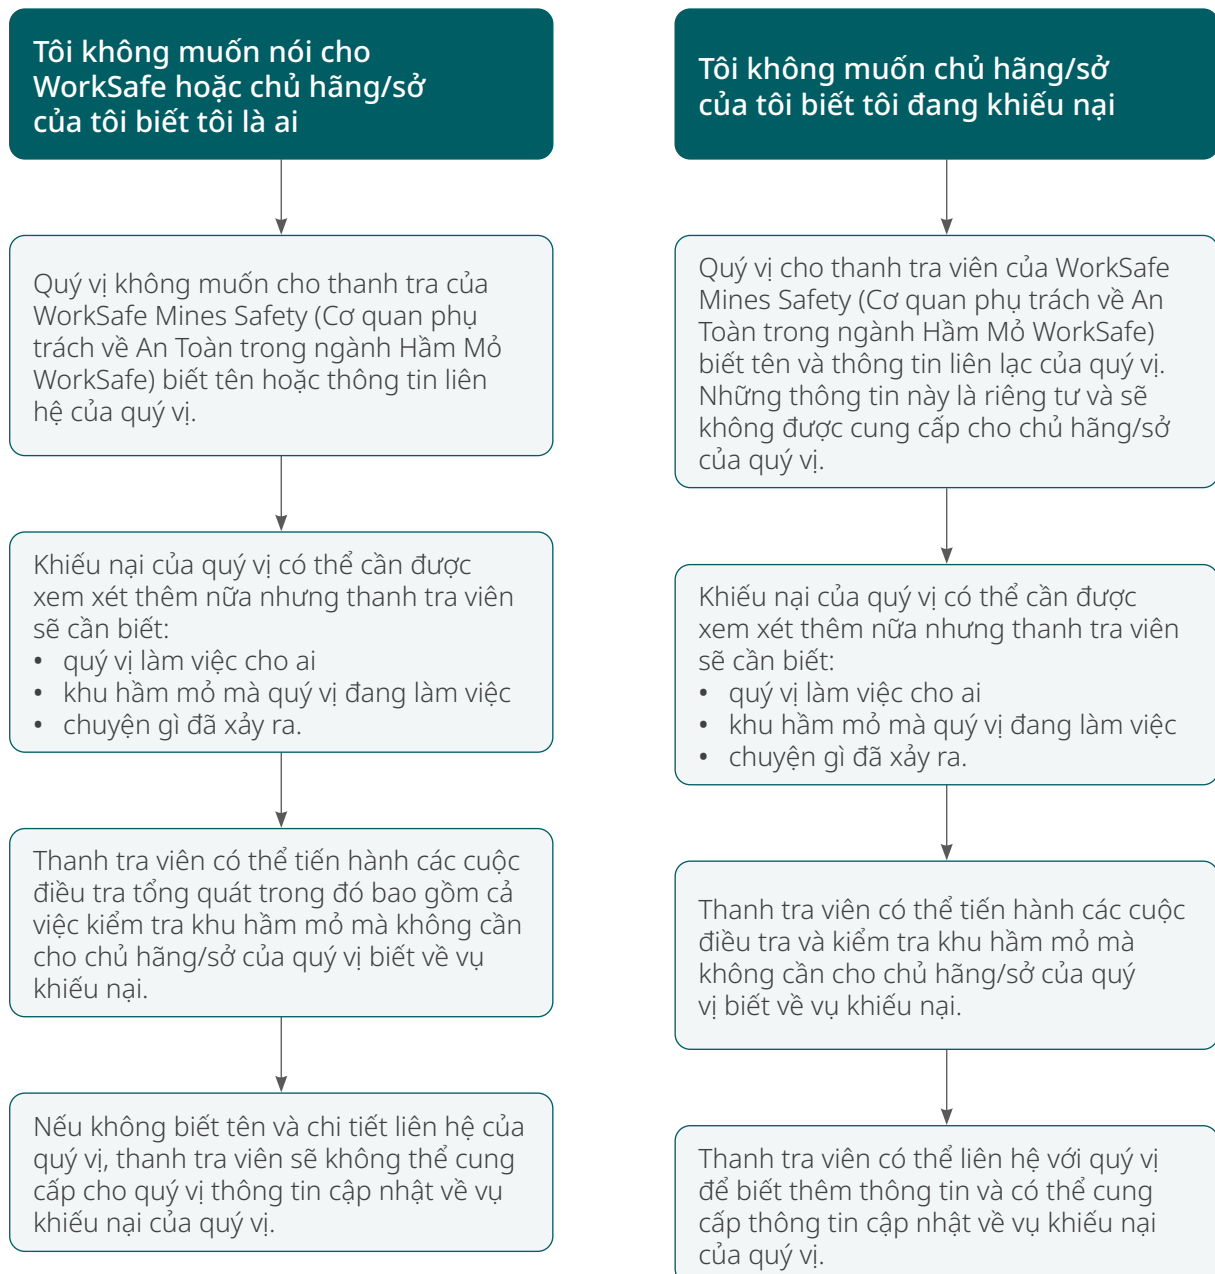 Tôi không muốn nói cho
WorkSafe hoặc chủ hãng/sở
của tôi biết tôi là ai
Quý vị không muốn cho thanh tra của
WorkSafe Mines Safety (Cơ quan phụ
trách về An Toàn trong ngành Hầm Mỏ
WorkSafe) biết tên hoặc thông tin liên
hệ của quý vị.
Khiếu nại của quý vị có thể cần được
xem xét thêm nữa nhưng thanh tra viên
sẽ cần biết:
• quý vị làm việc cho ai
• khu hầm mỏ mà quý vị đang làm việc
• chuyện gì đã xảy ra.
Thanh tra viên có thể tiến hành các cuộc
điều tra tổng quát trong đó bao gồm cả
việc kiểm tra khu hầm mỏ mà không cần
cho chủ hãng/sở của quý vị biết về vụ
khiếu nại.
Nếu không biết tên và chi tiết liên hệ của
quý vị, thanh tra viên sẽ không thể cung
cấp cho quý vị thông tin cập nhật về vụ
khiếu nại của quý vị.
Tôi không muốn chủ hãng/sở
của tôi biết tôi đang khiếu nại
Quý vị cho thanh tra viên của WorkSafe
Mines Safety (Cơ quan phụ trách về An
Toàn trong ngành Hầm Mỏ WorkSafe)
biết tên và thông tin liên lạc của quý vị.
Những thông tin này là riêng tư và sẽ
không được cung cấp cho chủ hãng/sở
của quý vị.
Khiếu nại của quý vị có thể cần được
xem xét thêm nữa nhưng thanh tra viên
sẽ cần biết:
• quý vị làm việc cho ai
• khu hầm mỏ mà quý vị đang làm việc
• chuyện gì đã xảy ra.
Thanh tra viên có thể tiến hành các cuộc
điều tra và kiểm tra khu hầm mỏ mà
không cần cho chủ hãng/sở của quý
vị biết về vụ khiếu nại.
Thanh tra viên có thể liên hệ với quý vị
để biết thêm thông tin và có thể cung
cấp thông tin cập nhật về vụ khiếu nại
của quý vị.